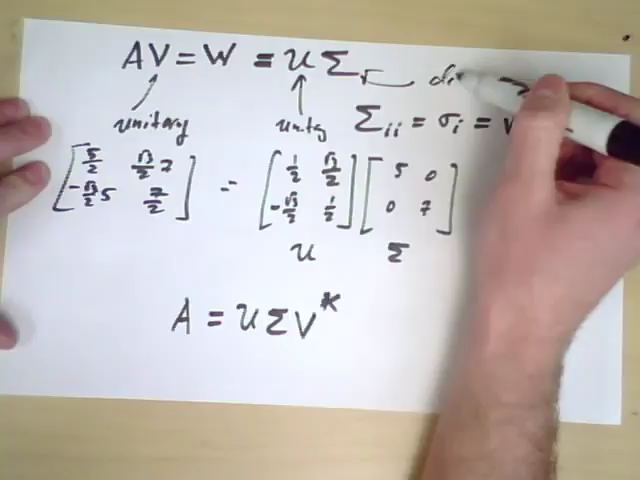 AV = W = UΣ
unitary unitary Σii = σi =
[5/2 √3/2 7] = [1/2 √3/2] [5 0]
[-√3/2 5 7/2] [-√3/2 1/2] [0 7]
U Σ
A = UΣV*